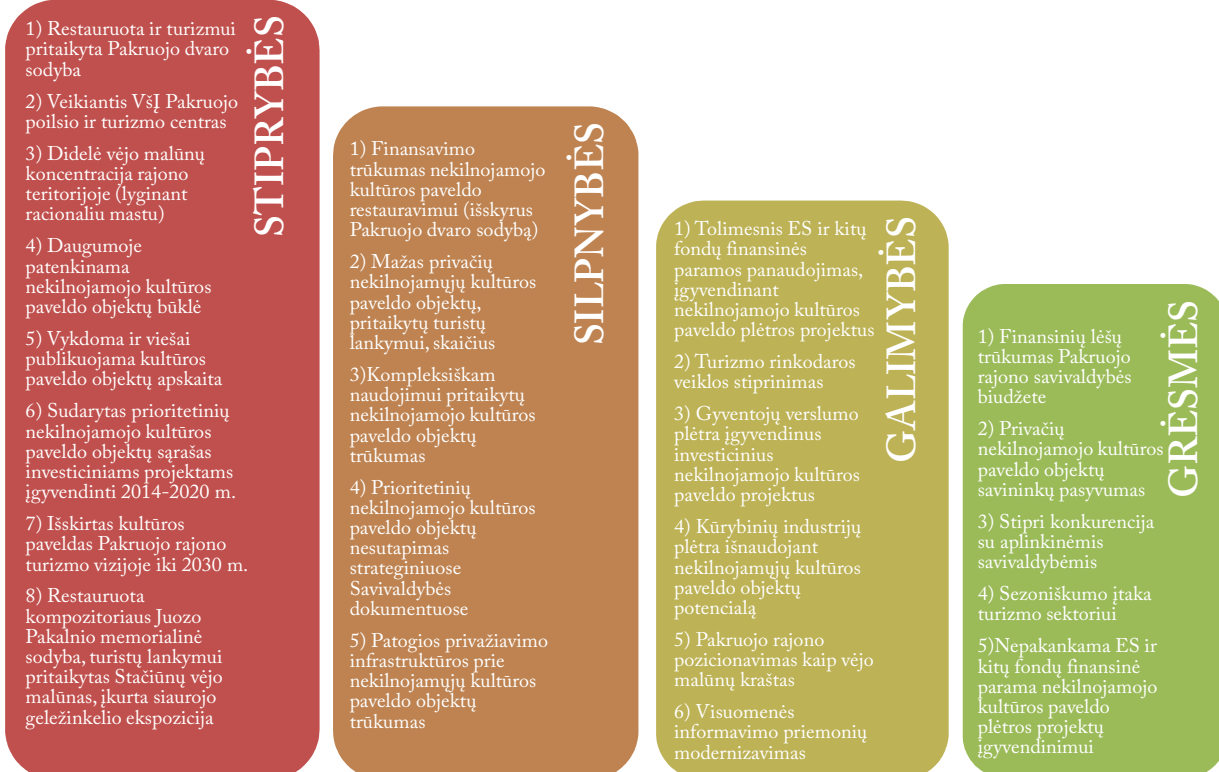 STIPRYBĖS
1) Restauruota ir turizmui
pritaikyta Pakruojo dvaro
sodyba
2) Veikiantis VšĮ Pakruojo
poilsio ir turizmo centras
3) Didelė vėjo malūnų
koncentracija rajono
teritorijoje (lyginant
racionaliu mastu)
4) Daugumoje
patenkinama
nekilnojamojo kultūros
paveldo objektų būklė
5) Vykdoma ir viešai
publikuojama kultūros
paveldo objektų apskaita
6) Sudarytas prioritetinių
nekilnojamojo kultūros
paveldo objektų sąrašas
investiciniams projektams
įgyvendinti 2014-2020 m.
7) Išskirtas kultūros
paveldas Pakruojo rajono
turizmo vizijoje iki 2030 m.
8) Restauruota
kompozitoriaus Juozo
Pakalnio memorialinė
sodyba, turistų lankymui
pritaikytas Stačiūnų vėjo
malūnas, įkurta siaurojo
geležinkelio ekspozicija
SILPNYBĖS
1) Finansavimo
trūkumas nekilnojamojo
kultūros paveldo
restauravimui (išskyrus
Pakruojo dvaro sodybą)
2) Mažas privačių
nekilnojamųjų kultūros
paveldo objektų,
pritaikytų turistų
lankymui, skaičius
3)Kompleksiškam
naudojimui pritaikytų
nekilnojamojo kultūros
paveldo objektų
trūkumas
4) Prioritetinių
nekilnojamojo kultūros
paveldo objektų
nesutapimas
strateginiuose
Savivaldybės
dokumentuose
5) Patogios privažiavimo
infrastruktūros prie
nekilnojamųjų kultūros
paveldo objektų
trūkumas
GALIMYBĖS
1) Tolimesnis ES ir kitų
fondų finansinės
paramos panaudojimas,
įgyvendinant
nekilnojamojo kultūros
paveldo plėtros projektus
2) Turizmo rinkodaros
veiklos stiprinimas
3) Gyventojų verslumo
plėtra įgyvendinus
investicinius
nekilnojamojo kultūros
paveldo projektus
4) Kūrybinių industrijų
plėtra išnaudojant
nekilnojamųjų kultūros
paveldo objektų
potencialą
5) Pakruojo rajono
pozicionavimas kaip vėjo
malūnų kraštas
6) Visuomenės
informavimo priemonių
modernizavimas
GRĖSMĖS
1) Finansinių lėšų
trūkumas Pakruojo
rajono savivaldybės
biudžete
2) Privačių
nekilnojamojo kultūros
paveldo objektų
savininkų pasyvumas
3) Stipri konkurencija
su aplinkinėmis
savivaldybėmis
4) Sezoniškumo įtaka
turizmo sektoriui
5)Nepakankama ES ir
kitų fondų finansinė
parama nekilnojamojo
kultūros paveldo
plėtros projektų
įgyvendinimui